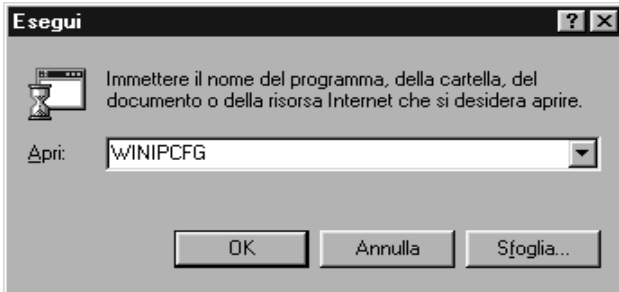 Esegui
Immettere il nome del programma, della cartella, del
documento o della risorsa Internet che si desidera aprire.
Apri: WINIPCFG
OK Annulla Sfoglia...